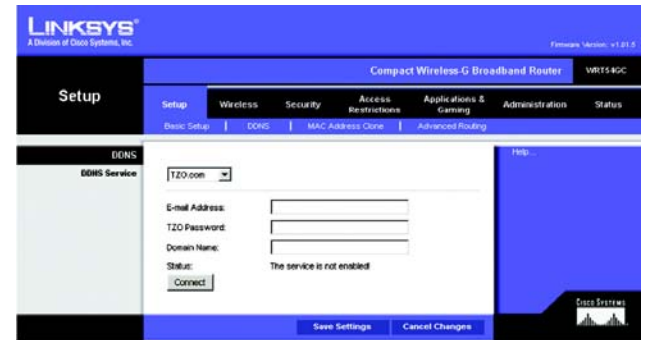 LINKSYS®
A Division of Cisco Systems, Inc.
Firmware Version: v1.01.5
Compact Wireless-G Broadband Router WRT54GC
Setup
Setup Wireless Security Access Restrictions Applications & Gaming Administration Status
Basic Setup | DDNS | MAC Address Clone | Advanced Routing
DDNS
DDNS Service
TZO.com
Help...
E-mail Address:
TZO Password:
Domain Name:
Status: The service is not enabled!
Connect
CISCO SYSTEMS
Save Settings Cancel Changes